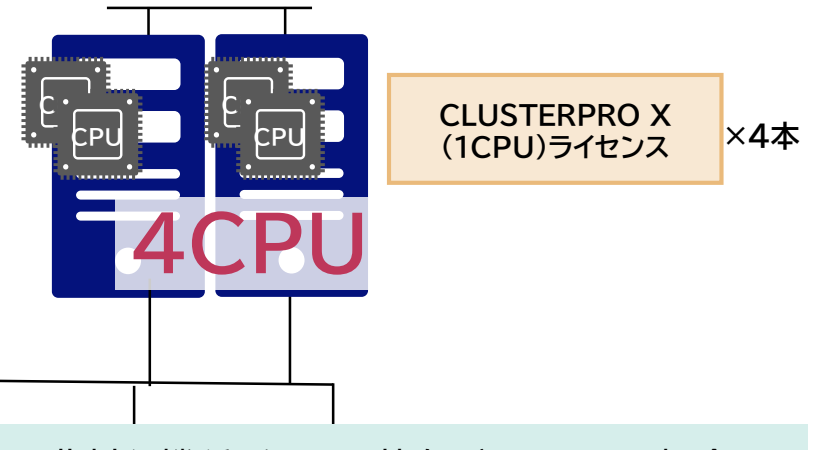 C
CPU
C
CPU
4CPU
CLUSTERPRO X
(1CPU)ライセンス
×4本